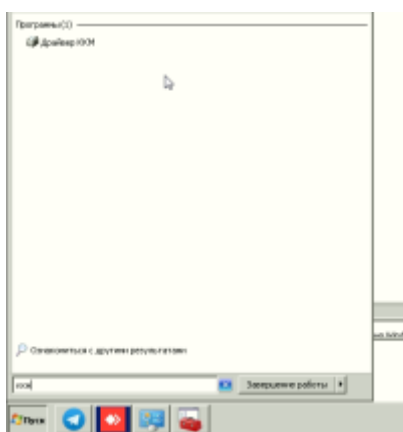 Программы (1)
Драйвер ККМ
Ознакомиться с другими результатами
ккм
Завершение работы
Пуск